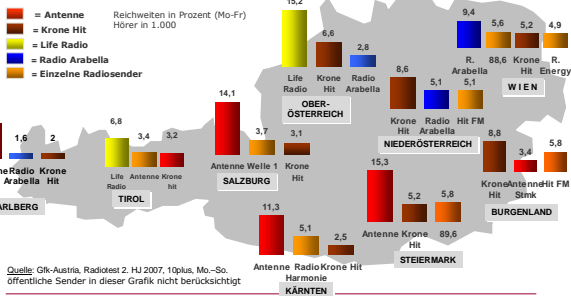 = Antenne
= Krone Hit
= Life Radio
= Radio Arabella
= Einzelne Radiosender
Reichweiten in Prozent (Mo-Fr)
Hörer in 1.000
15,2
6,6
2,8
Life Radio
Krone Hit
Radio Arabella
OBER-
ÖSTERREICH
9,4
5,6
5,2
4,9
R. Arabella
88,6
Krone Hit
R. Energy
WIEN
8,6
5,1
5,1
Krone Hit
Radio Arabella
Hit FM
NIEDERÖSTERREICH
14,1
3,7
3,1
Antenne
Welle 1
Krone Hit
SALZBURG
6,8
3,4
3,2
Life Radio
Antenne
Krone hit
TIROL
1,6
2
ne
Radio Arabella
Krone Hit
ARLBERG
8,8
3,4
5,8
Krone Hit
Antenne Stmk
Hit FM
BURGENLAND
15,3
5,2
5,8
Antenne
Krone Hit
89,6
STEIERMARK
11,3
5,1
2,5
Antenne
Radio Harmonie
Krone Hit
KÄRNTEN
Quelle: Gfk-Austria, Radiotest 2. HJ 2007, 10plus, Mo.–So.
öffentliche Sender in dieser Grafik nicht berücksichtigt